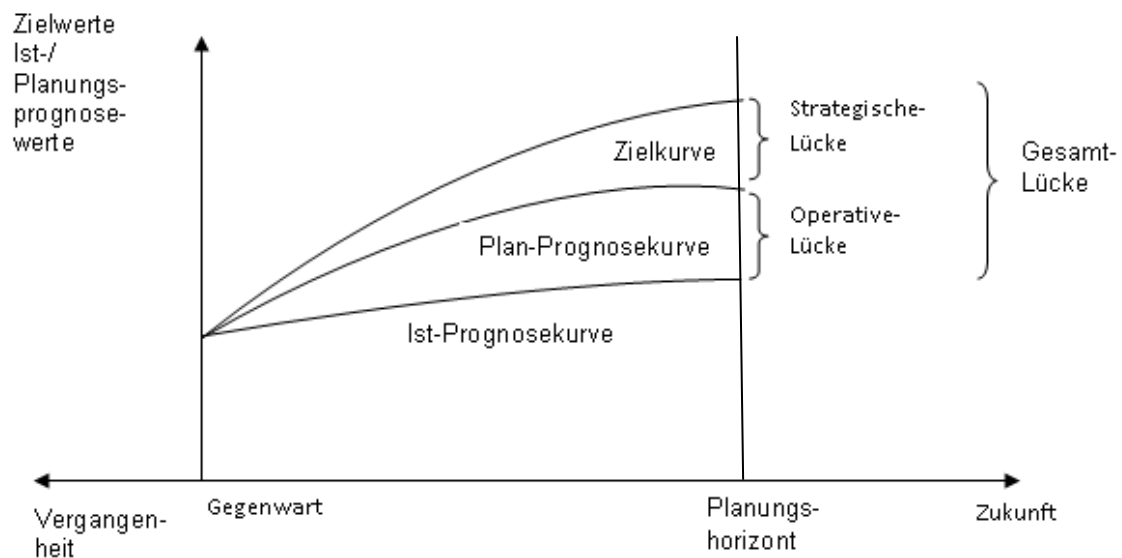 Zielwerte
Ist-/
Planungs-
prognose-
werte
Strategische-
Lücke
Zielkurve
Gesamt-
Lücke
Operative-
Lücke
Plan-Prognosekurve
Ist-Prognosekurve
Vergangen-
heit
Gegenwart
Planungs-
horizont
Zukunft